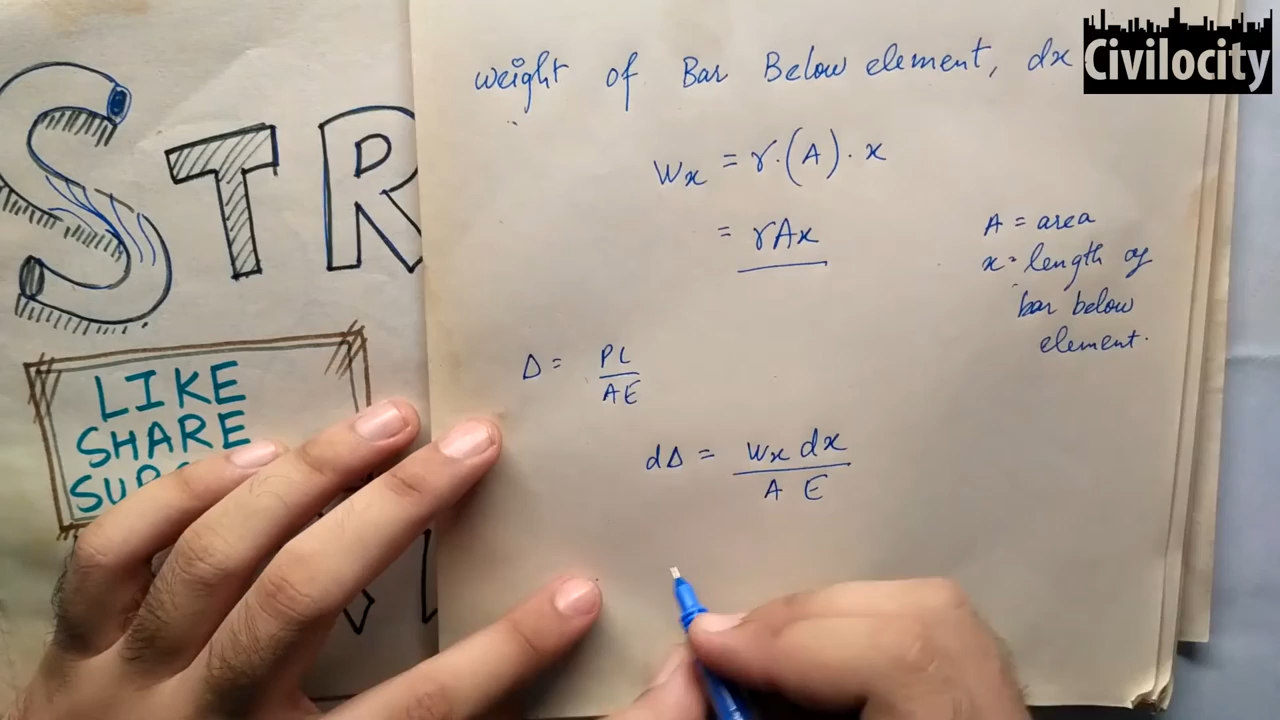 Civilocity
weight of Bar Below element, dx
Wx = γ.(A).x
= γAx
A = area
x = length of
bar below
element.
Δ = PL
AE
dΔ = Wx dx
A E
STR
LIKE
SHARE